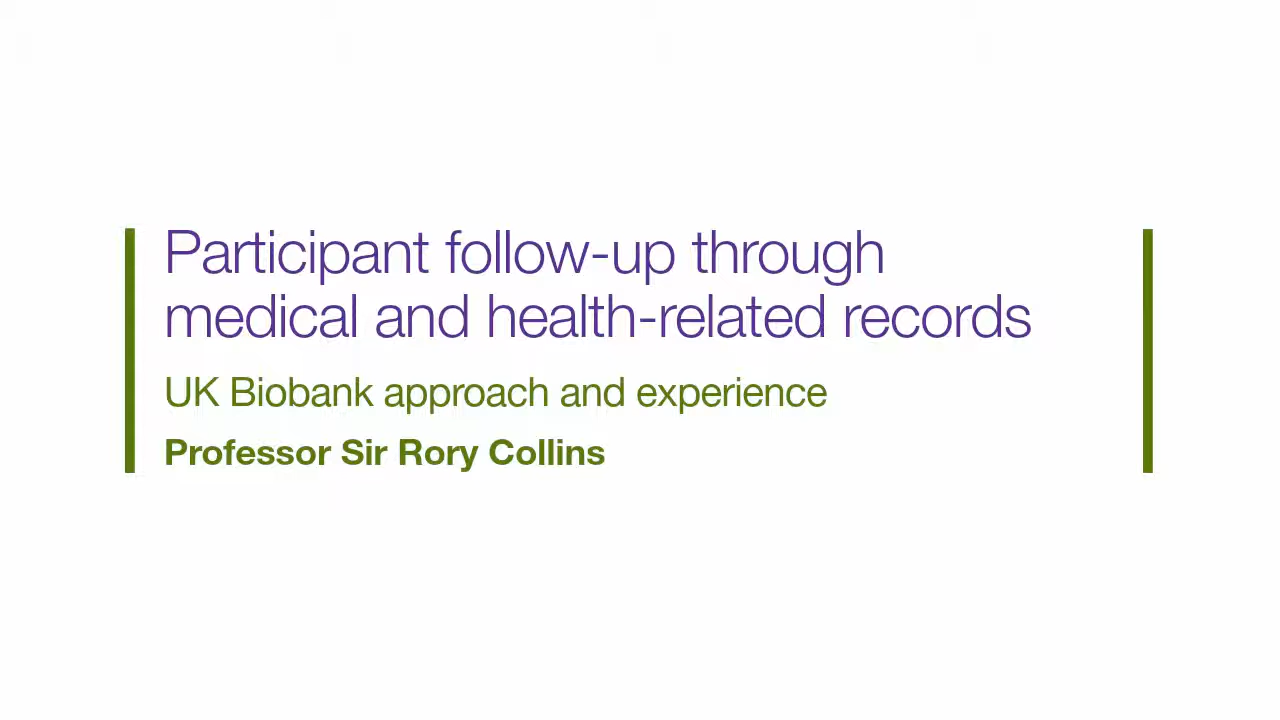 Participant follow-up through
medical and health-related records
UK Biobank approach and experience
Professor Sir Rory Collins